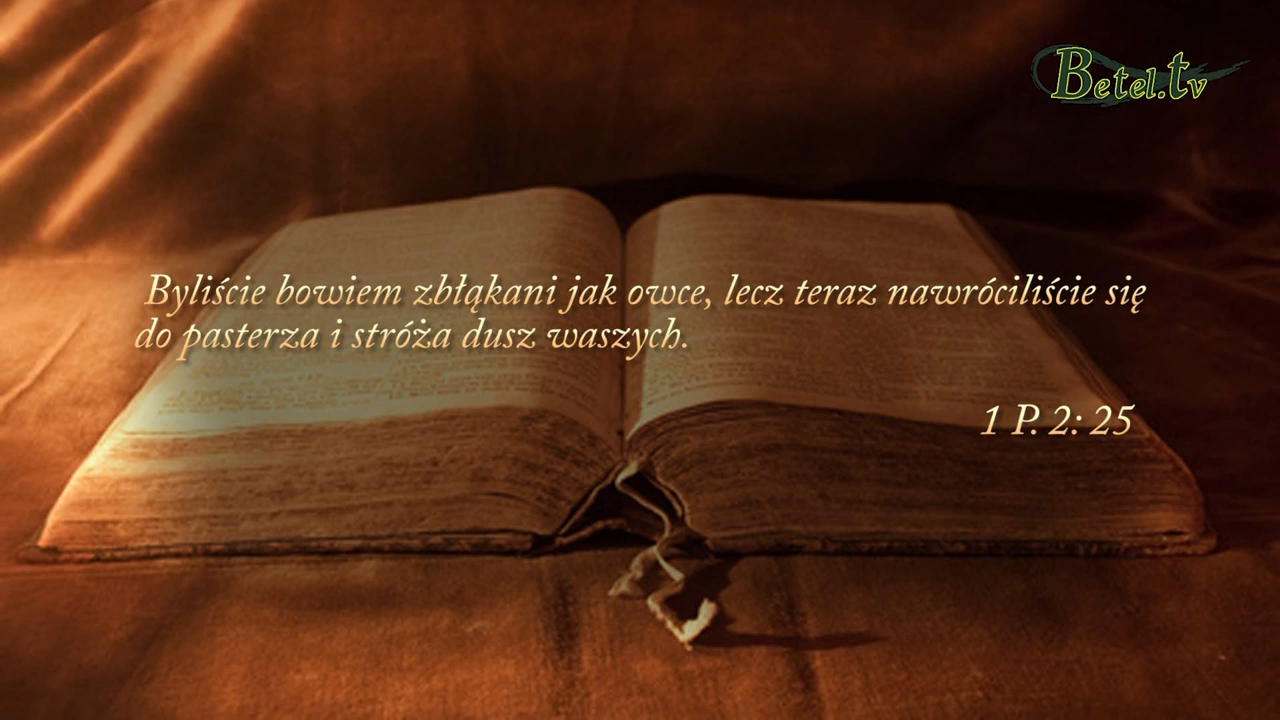 Betel.tv
Byliście bowiem zbłąkani jak owce, lecz teraz nawróciliście się
do pasterza i stróża dusz waszych.
1 P. 2: 25